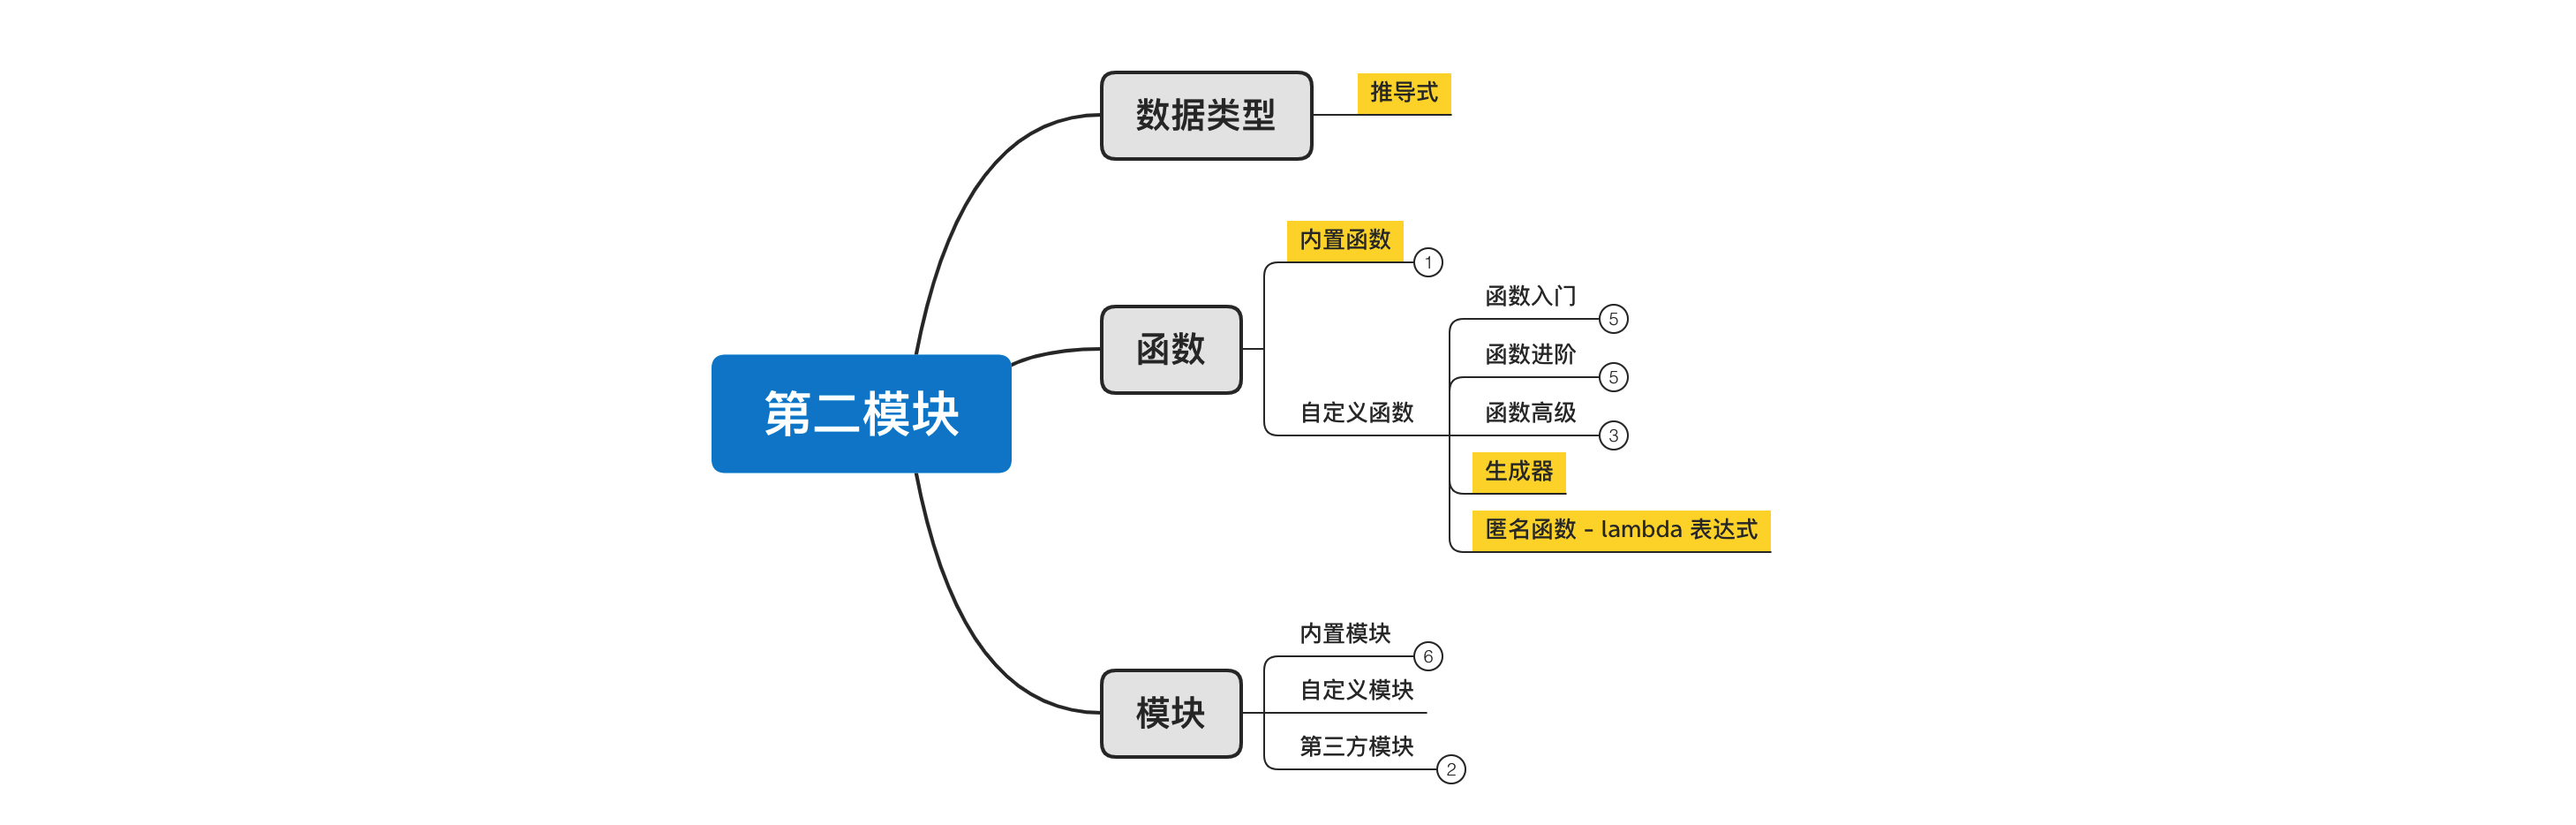 数据类型
推导式
函数
内置函数
1
自定义函数
函数入门
5
函数进阶
5
函数高级
3
生成器
匿名函数 - lambda 表达式
第二模块
模块
内置模块
6
自定义模块
第三方模块
2